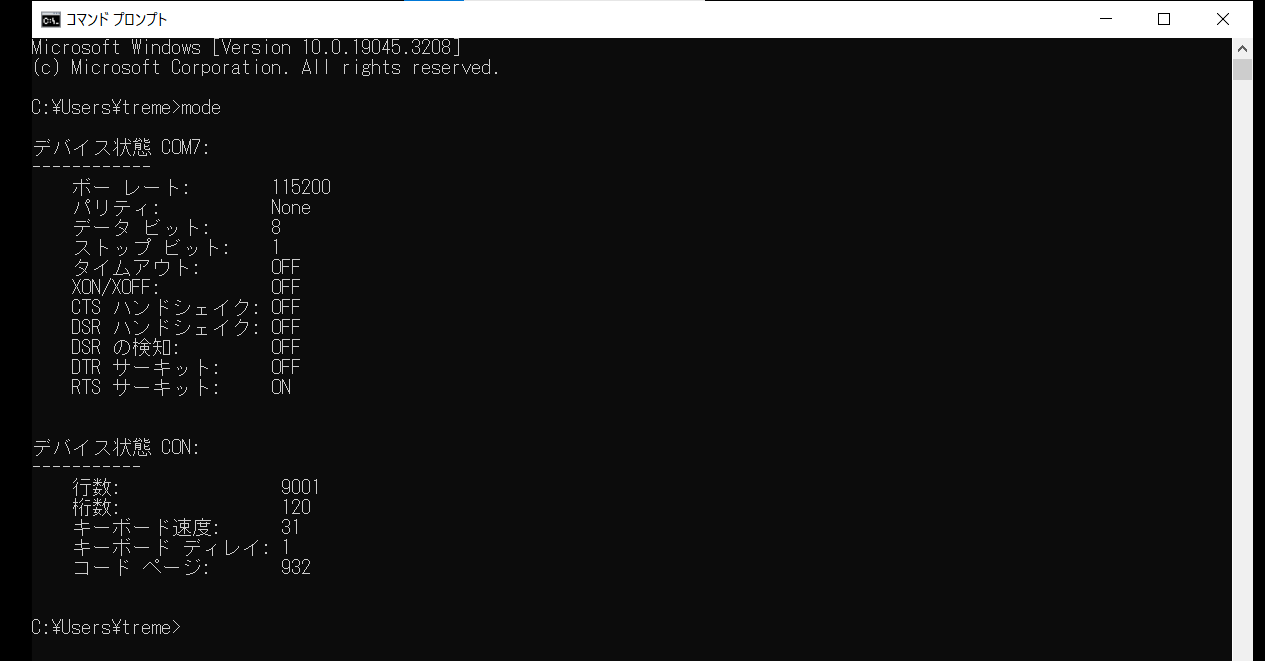 コマンド プロンプト
Microsoft Windows [Version 10.0.19045.3208]
(c) Microsoft Corporation. All rights reserved.
C:¥Users¥treme>mode
デバイス状態 COM7:
------------
ボー レート: 115200
パリティ: None
データ ビット: 8
ストップ ビット: 1
タイムアウト: OFF
XON/XOFF: OFF
CTS ハンドシェイク: OFF
DSR ハンドシェイク: OFF
DSR の検知: OFF
DTR サーキット: OFF
RTS サーキット: ON
デバイス状態 CON:
-----------
行数: 9001
桁数: 120
キーボード速度: 31
キーボード ディレイ: 1
コード ページ: 932
C:¥Users¥treme>